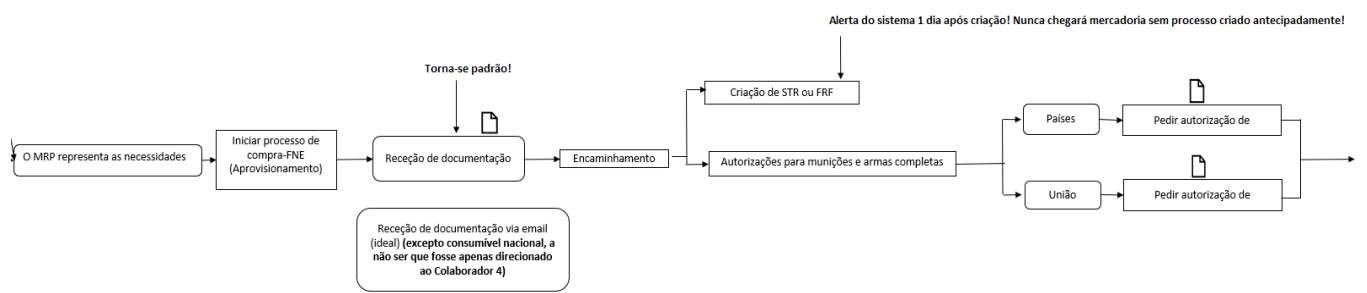 Alerta do sistema 1 dia após criação! Nunca chegará mercadoria sem processo criado antecipadamente!
Torna-se padrão!
O MRP representa as necessidades
Iniciar processo de
compra-FNE
(Aprovisionamento)
Receção de documentação
Encaminhamento
Criação de STR ou FRF
Autorizações para munições e armas completas
Países
Pedir autorização de
União
Pedir autorização de
Receção de documentação via email
(ideal) (excepto consumível nacional, a
não ser que fosse apenas direcionado
ao Colaborador 4)